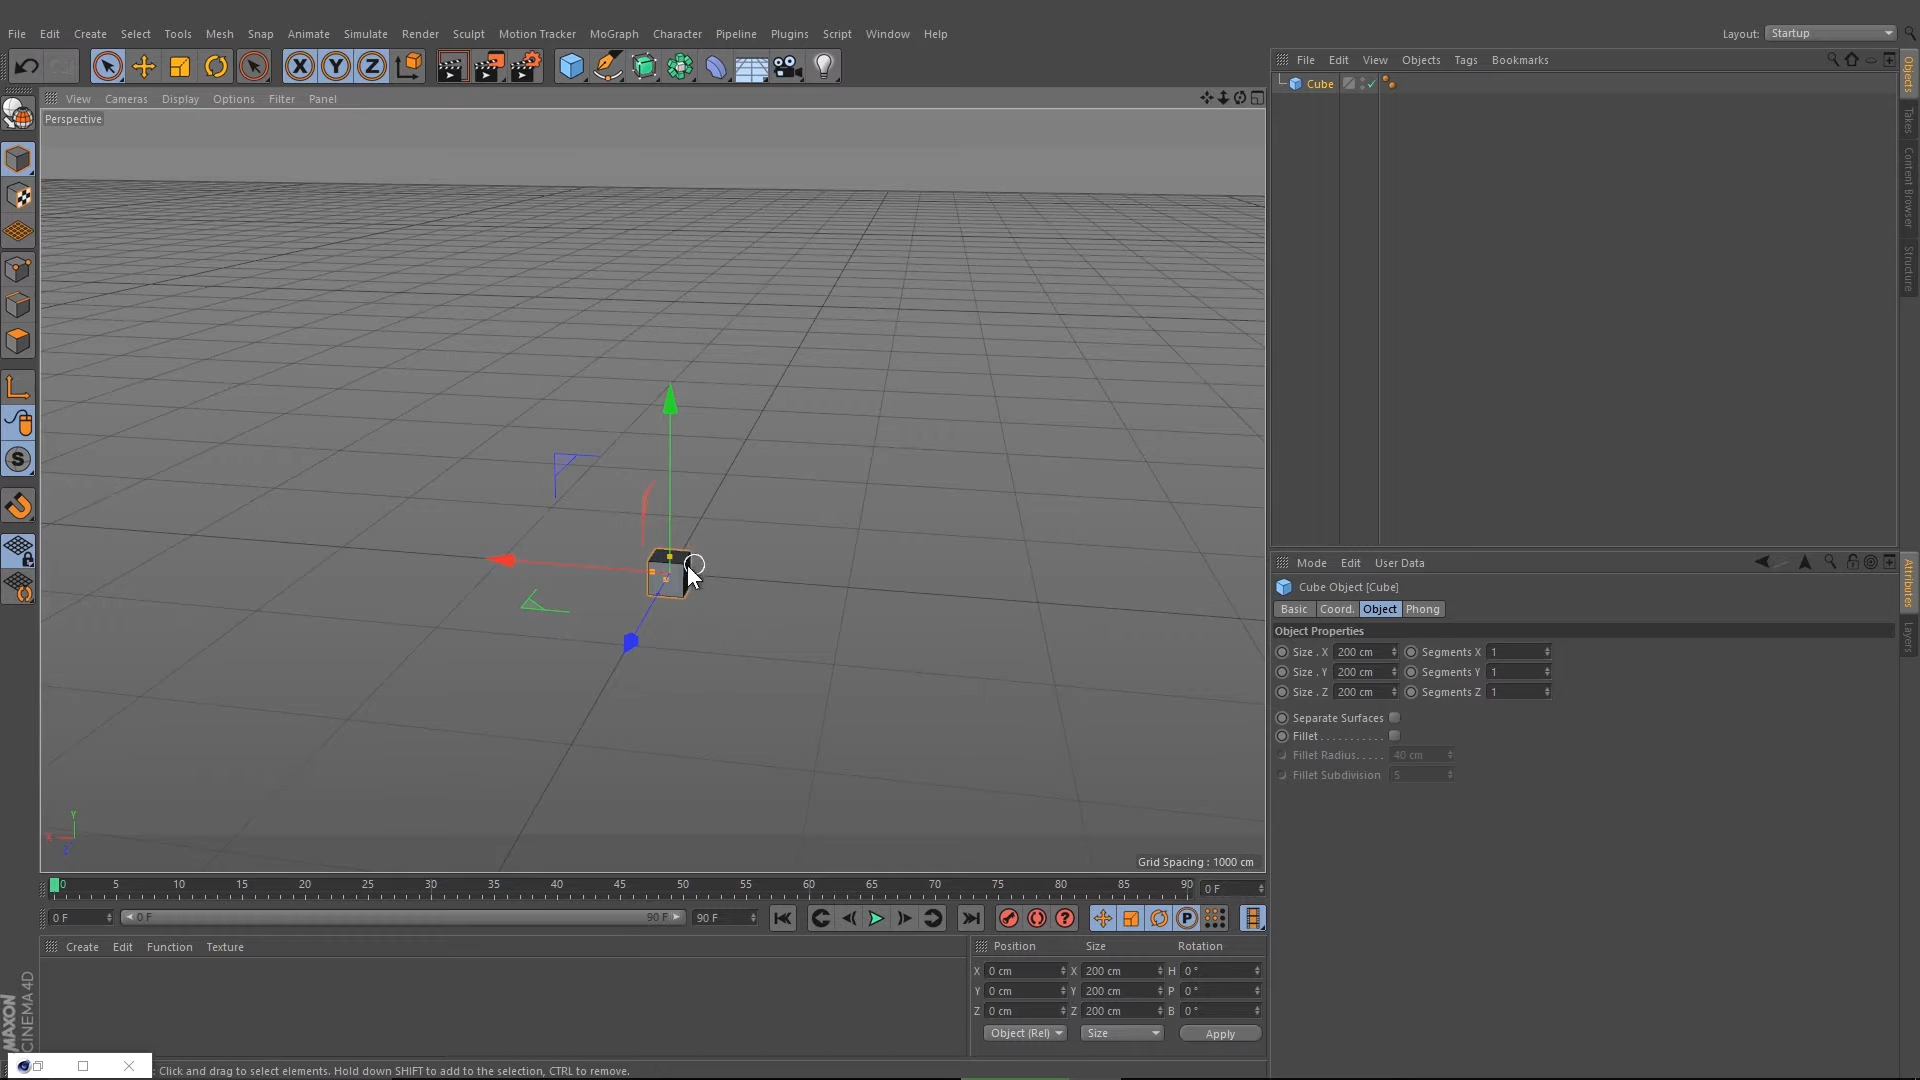 File Edit Create Select Tools Mesh Snap Animate Simulate Render Sculpt Motion Tracker MoGraph Character Pipeline Plugins Script Window Help
Layout: Startup
X Y Z
File Edit View Objects Tags Bookmarks
Cube
View Cameras Display Options Filter Panel
Perspective
Objects
Takes
Content Browser
Structure
S
Mode Edit User Data
Cube Object [Cube]
Basic Coord. Object Phong
Object Properties
Size . X 200 cm Segments X 1
Size . Y 200 cm Segments Y 1
Size . Z 200 cm Segments Z 1
Separate Surfaces
Fillet . . . . . . . . . . .
Fillet Radius. . . . . 40 cm
Fillet Subdivision 5
Attributes
Layers
Y
X
Z
Grid Spacing : 1000 cm
0 5 10 15 20 25 30 35 40 45 50 55 60 65 70 75 80 85 90 0 F
0 F 0 F 90 F 90 F P
Create Edit Function Texture
Position Size Rotation
X 0 cm X 200 cm H 0 °
Y 0 cm Y 200 cm P 0 °
Z 0 cm Z 200 cm B 0 °
Object (Rel) Size Apply
MAXON
CINEMA 4D
: Click and drag to select elements. Hold down SHIFT to add to the selection, CTRL to remove.